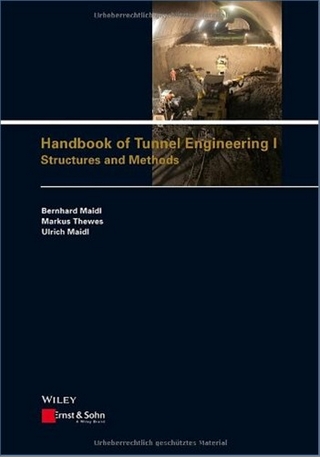 Urheberrechtlich geschütztes Material
Handbook of Tunnel Engineering I
Structures and Methods
Bernhard Maidl
Markus Thewes
Ulrich Maidl
WILEY
Ernst & Sohn
A Wiley Brand
Urheberrechtlich geschütztes Material